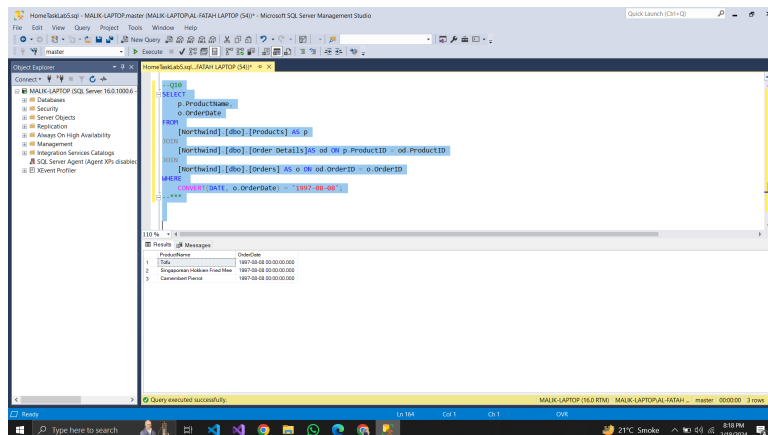 HomeTaskLab5.sql - MALIK-LAPTOP.master (MALIK-LAPTOP\AL-FATAH LAPTOP (54))* - Microsoft SQL Server Management Studio
Quick Launch (Ctrl+Q)
File Edit View Query Project Tools Window Help
New Query
master
Execute
Object Explorer
HomeTaskLab5.sql...FATAH LAPTOP (54))*
Connect
MALIK-LAPTOP (SQL Server 16.0.1000.6 -
Databases
Security
Server Objects
Replication
Always On High Availability
Management
Integration Services Catalogs
SQL Server Agent (Agent XPs disabled
XEvent Profiler
--Q10
SELECT
p.ProductName,
o.OrderDate
FROM
[Northwind].[dbo].[Products] AS p
JOIN
[Northwind].[dbo].[Order Details]AS od ON p.ProductID = od.ProductID
JOIN
[Northwind].[dbo].[Orders] AS o ON od.OrderID = o.OrderID
WHERE
CONVERT(DATE, o.OrderDate) = '1997-08-08';
--***
110 %
Results Messages
ProductName OrderDate
1 Tofu 1997-08-08 00:00:00.000
2 Singaporean Hokkien Fried Mee 1997-08-08 00:00:00.000
3 Camembert Pierrot 1997-08-08 00:00:00.000
Query executed successfully.
MALIK-LAPTOP (16.0 RTM) MALIK-LAPTOP\AL-FATAH ... master 00:00:00 3 rows
Ready Ln 164 Col 1 Ch 1 OVR
Type here to search
21°C Smoke
8:18 PM